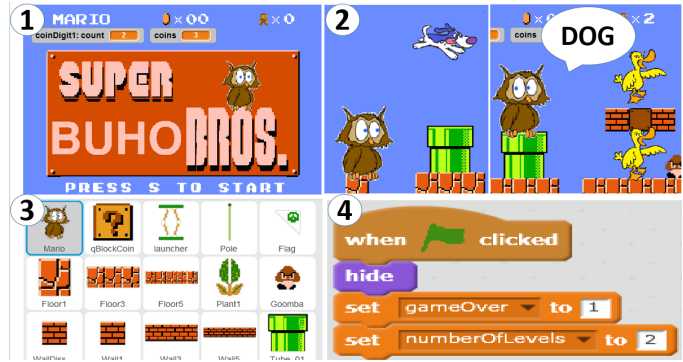 1
MARIO
×00
×0
coinDigit1: count 2
coins 3
SUPER
BUHO BROS.
PRESS S TO START
2
×2
coins
DOG
3
Mario
qBlockCoin
launcher
Pole
Flag
Floor1
Floor3
Floor5
Plant1
Goomba
WallDiss
Wall1
Wall3
Wall5
Tube_01
4
when clicked
hide
set gameOver to 1
set numberOfLevels to 2